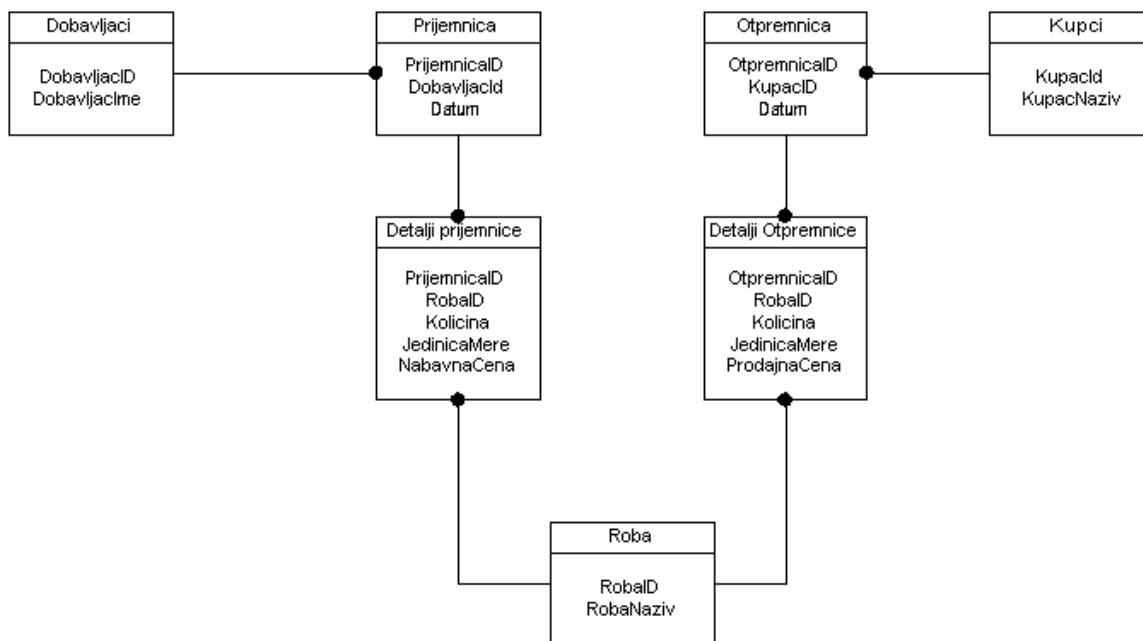 Dobavljaci
DobavljacID
DobavljacIme
Prijemnica
PrijemnicaID
DobavljacId
Datum
Otpremnica
OtpremnicaID
KupacID
Datum
Kupci
KupacId
KupacNaziv
Detalji prijemnice
PrijemnicaID
RobaID
Kolicina
JedinicaMere
NabavnaCena
Detalji Otpremnice
OtpremnicaID
RobaID
Kolicina
JedinicaMere
ProdajnaCena
Roba
RobaID
RobaNaziv